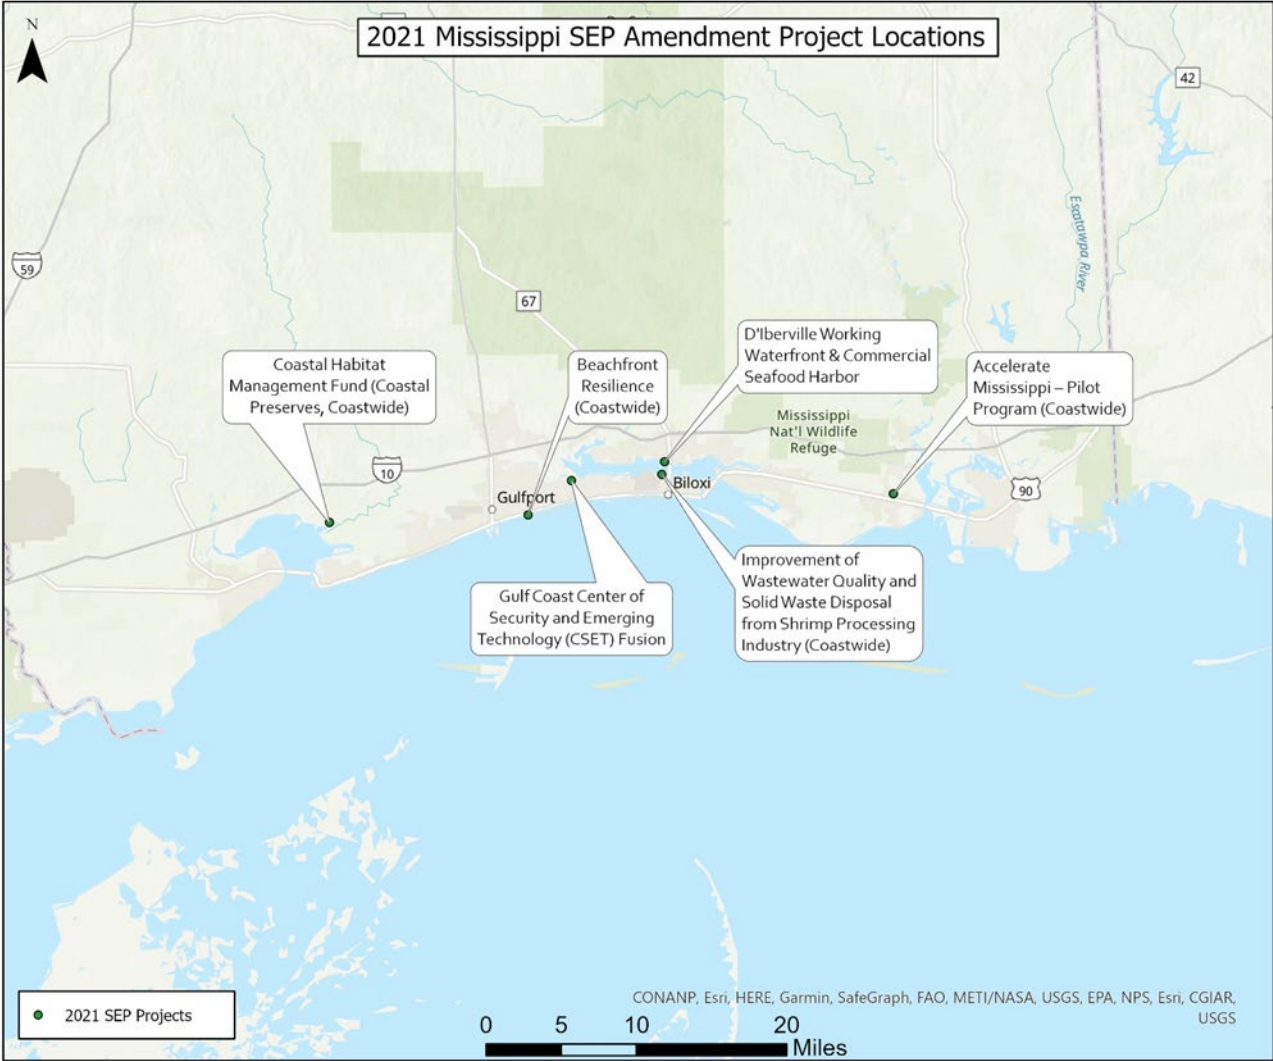 2021 Mississippi SEP Amendment Project Locations
N
42
59
Escatawpa River
67
D'Iberville Working
Waterfront & Commercial
Seafood Harbor
Coastal Habitat
Management Fund (Coastal
Preserves, Coastwide)
Beachfront
Resilience
(Coastwide)
Accelerate
Mississippi – Pilot
Program (Coastwide)
Mississippi
Nat'l Wildlife
Refuge
10
Gulfport
Biloxi
90
Improvement of
Wastewater Quality and
Solid Waste Disposal
from Shrimp Processing
Industry (Coastwide)
Gulf Coast Center of
Security and Emerging
Technology (CSET) Fusion
2021 SEP Projects
CONANP, Esri, HERE, Garmin, SafeGraph, FAO, METI/NASA, USGS, EPA, NPS, Esri, CGIAR,
USGS
0 5 10 20
Miles